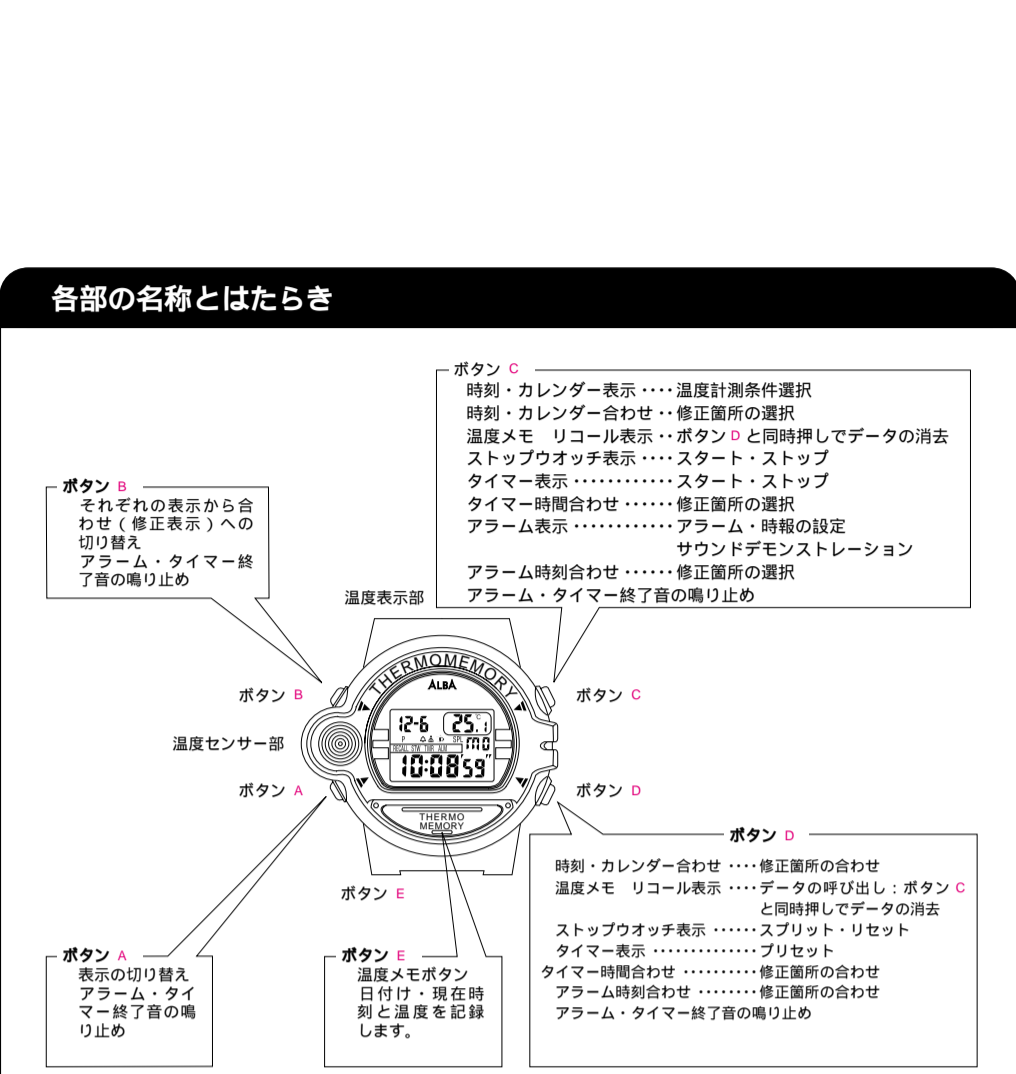 各部の名称とはたらき
ボタン C
時刻・カレンダー表示 ････ 温度計測条件選択
時刻・カレンダー合わせ ･･ 修正箇所の選択
温度メモ　リコール表示 ･･ ボタン D と同時押しでデータの消去
ストップウオッチ表示 ････ スタート・ストップ
タイマー表示 ････････････ スタート・ストップ
タイマー時間合わせ ･･････ 修正箇所の選択
アラーム表示 ････････････ アラーム・時報の設定
サウンドデモンストレーション
アラーム時刻合わせ ･･････ 修正箇所の選択
アラーム・タイマー終了音の鳴り止め
ボタン B
それぞれの表示から合
わせ ( 修正表示 ) への
切り替え
アラーム・タイマー終
了音の鳴り止め
温度表示部
THERMOMEMORY
ALBA
ボタン B
ボタン C
12-6 25.1 °C
P SPL
RECALL STW TMR ALM MO
10:08'59"
温度センサー部
ボタン A
ボタン D
THERMO
MEMORY
ボタン E
ボタン D
時刻・カレンダー合わせ ････ 修正箇所の合わせ
温度メモ　リコール表示 ････ データの呼び出し : ボタン C
と同時押しでデータの消去
ストップウオッチ表示 ･･････ スプリット・リセット
タイマー表示 ･･････････････ プリセット
タイマー時間合わせ ･･････････ 修正箇所の合わせ
アラーム時刻合わせ ････････ 修正箇所の合わせ
アラーム・タイマー終了音の鳴り止め
ボタン A
表示の切り替え
アラーム・タイ
マー終了音の鳴
り止め
ボタン E
温度メモボタン
日付け・現在時
刻と温度を記録
します。